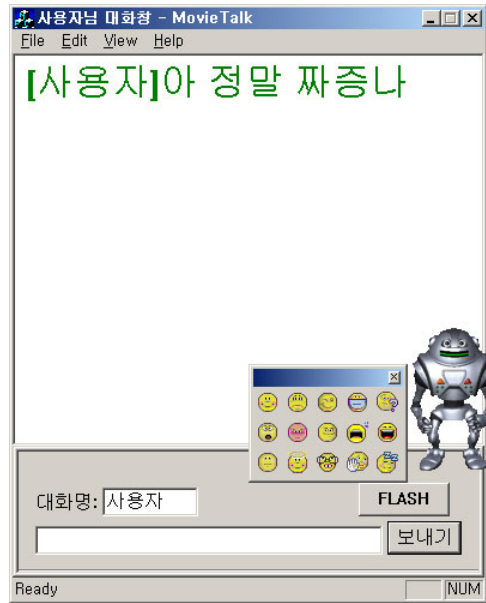 사용자님 대화창 - MovieTalk
File Edit View Help
[사용자]아 정말 짜증나
대화명: 사용자
FLASH
보내기
Ready
NUM